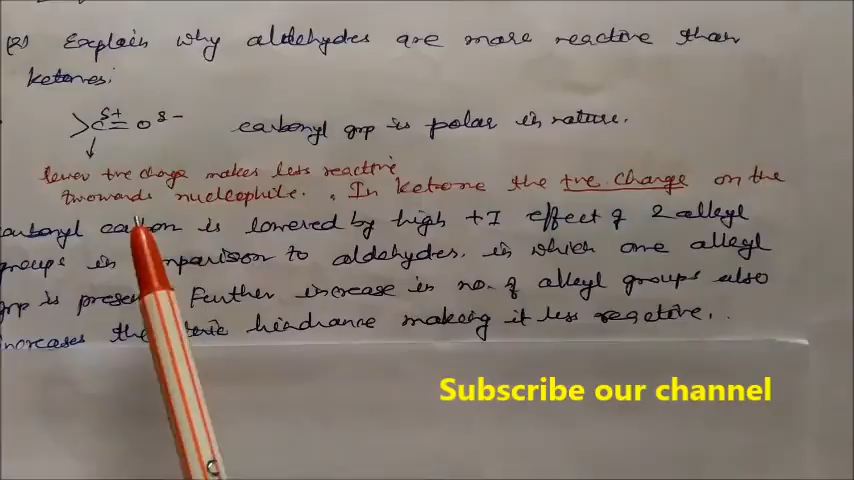 (2) Explain why aldehydes are more reactive than
ketones.
>C=O δ+ δ- carbonyl grp is polar in nature.
lower +ve charge makes less reactive
twowards nucleophile. . In ketone the +ve charge on the
carbonyl carbon is lowered by high +I effect of 2 alkyl
groups in comparison to aldehydes. in which one alkyl
grp is present Further increase in no. of alkyl groups also
increases the steric hindrance making it less reactive.
Subscribe our channel